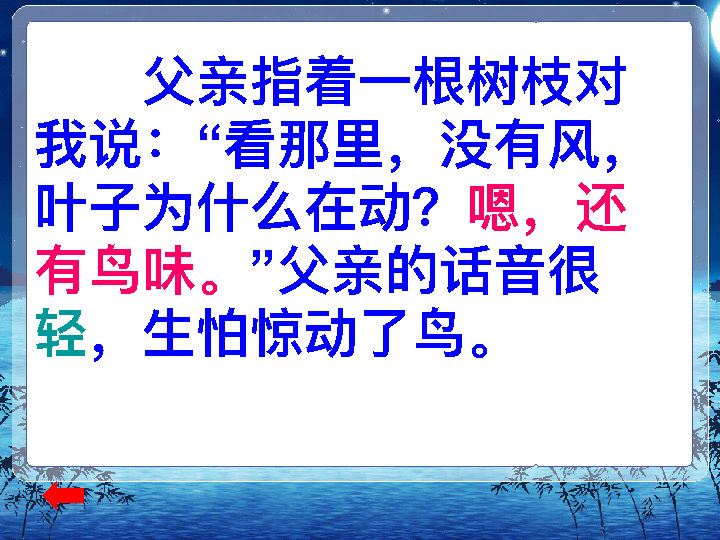 父亲指着一根树枝对
我说：“看那里，没有风，
叶子为什么在动？嗯，还
有鸟味。”父亲的话音很
轻，生怕惊动了鸟。